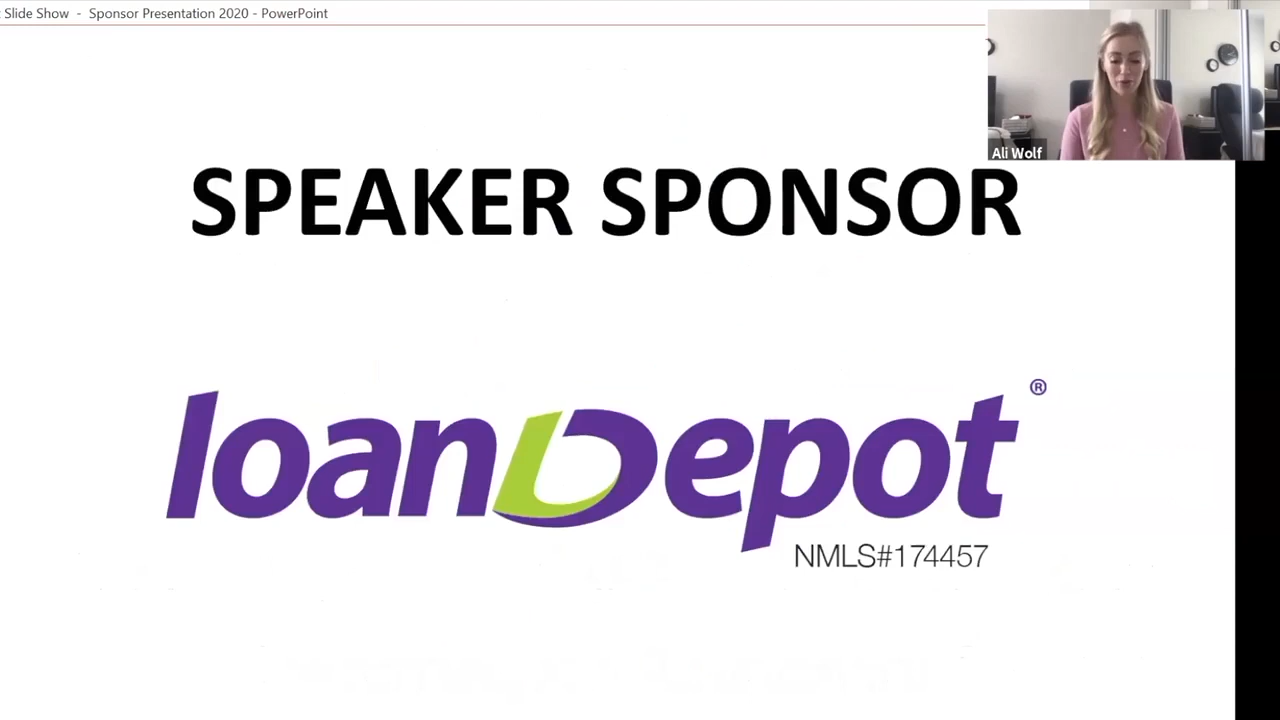 t Slide Show - Sponsor Presentation 2020 - PowerPoint
Ali Wolf
SPEAKER SPONSOR
loanDepot®
NMLS#174457